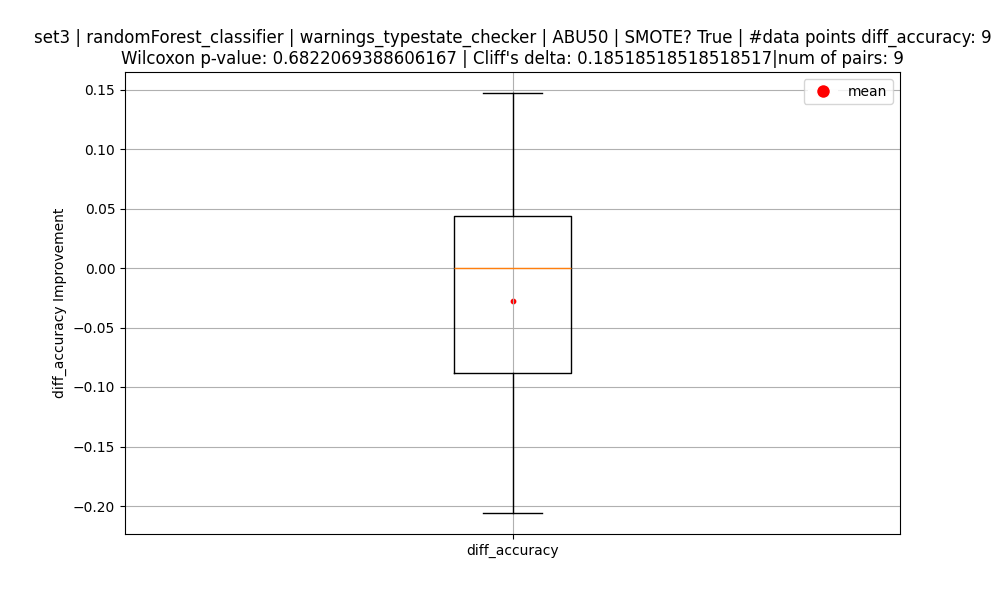 set3 | randomForest_classifier | warnings_typestate_checker | ABU50 | SMOTE? True | #data points diff_accuracy: 9
Wilcoxon p-value: 0.6822069388606167 | Cliff's delta: 0.18518518518518517|num of pairs: 9
mean
0.15
0.10
0.05
0.00
−0.05
−0.10
−0.15
−0.20
diff_accuracy Improvement
diff_accuracy